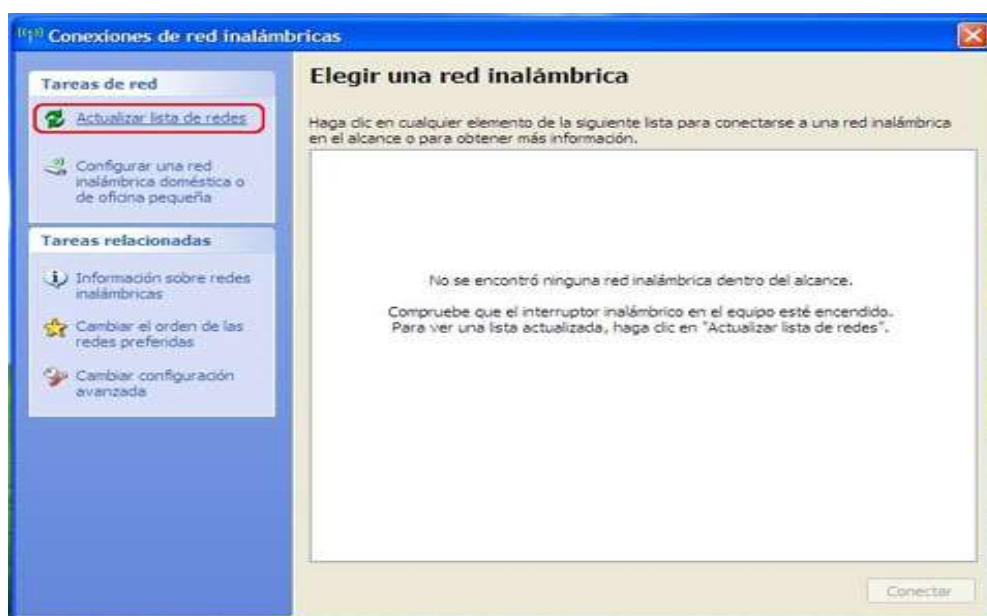 Conexiones de red inalámbricas
Tareas de red
Actualizar lista de redes
Configurar una red
inalámbrica doméstica o
de oficina pequeña
Tareas relacionadas
Información sobre redes
inalámbricas
Cambiar el orden de las
redes preferidas
Cambiar configuración
avanzada
Elegir una red inalámbrica
Haga clic en cualquier elemento de la siguiente lista para conectarse a una red inalámbrica
en el alcance o para obtener más información.
No se encontró ninguna red inalámbrica dentro del alcance.
Compruebe que el interruptor inalámbrico en el equipo esté encendido.
Para ver una lista actualizada, haga clic en "Actualizar lista de redes".
Conectar